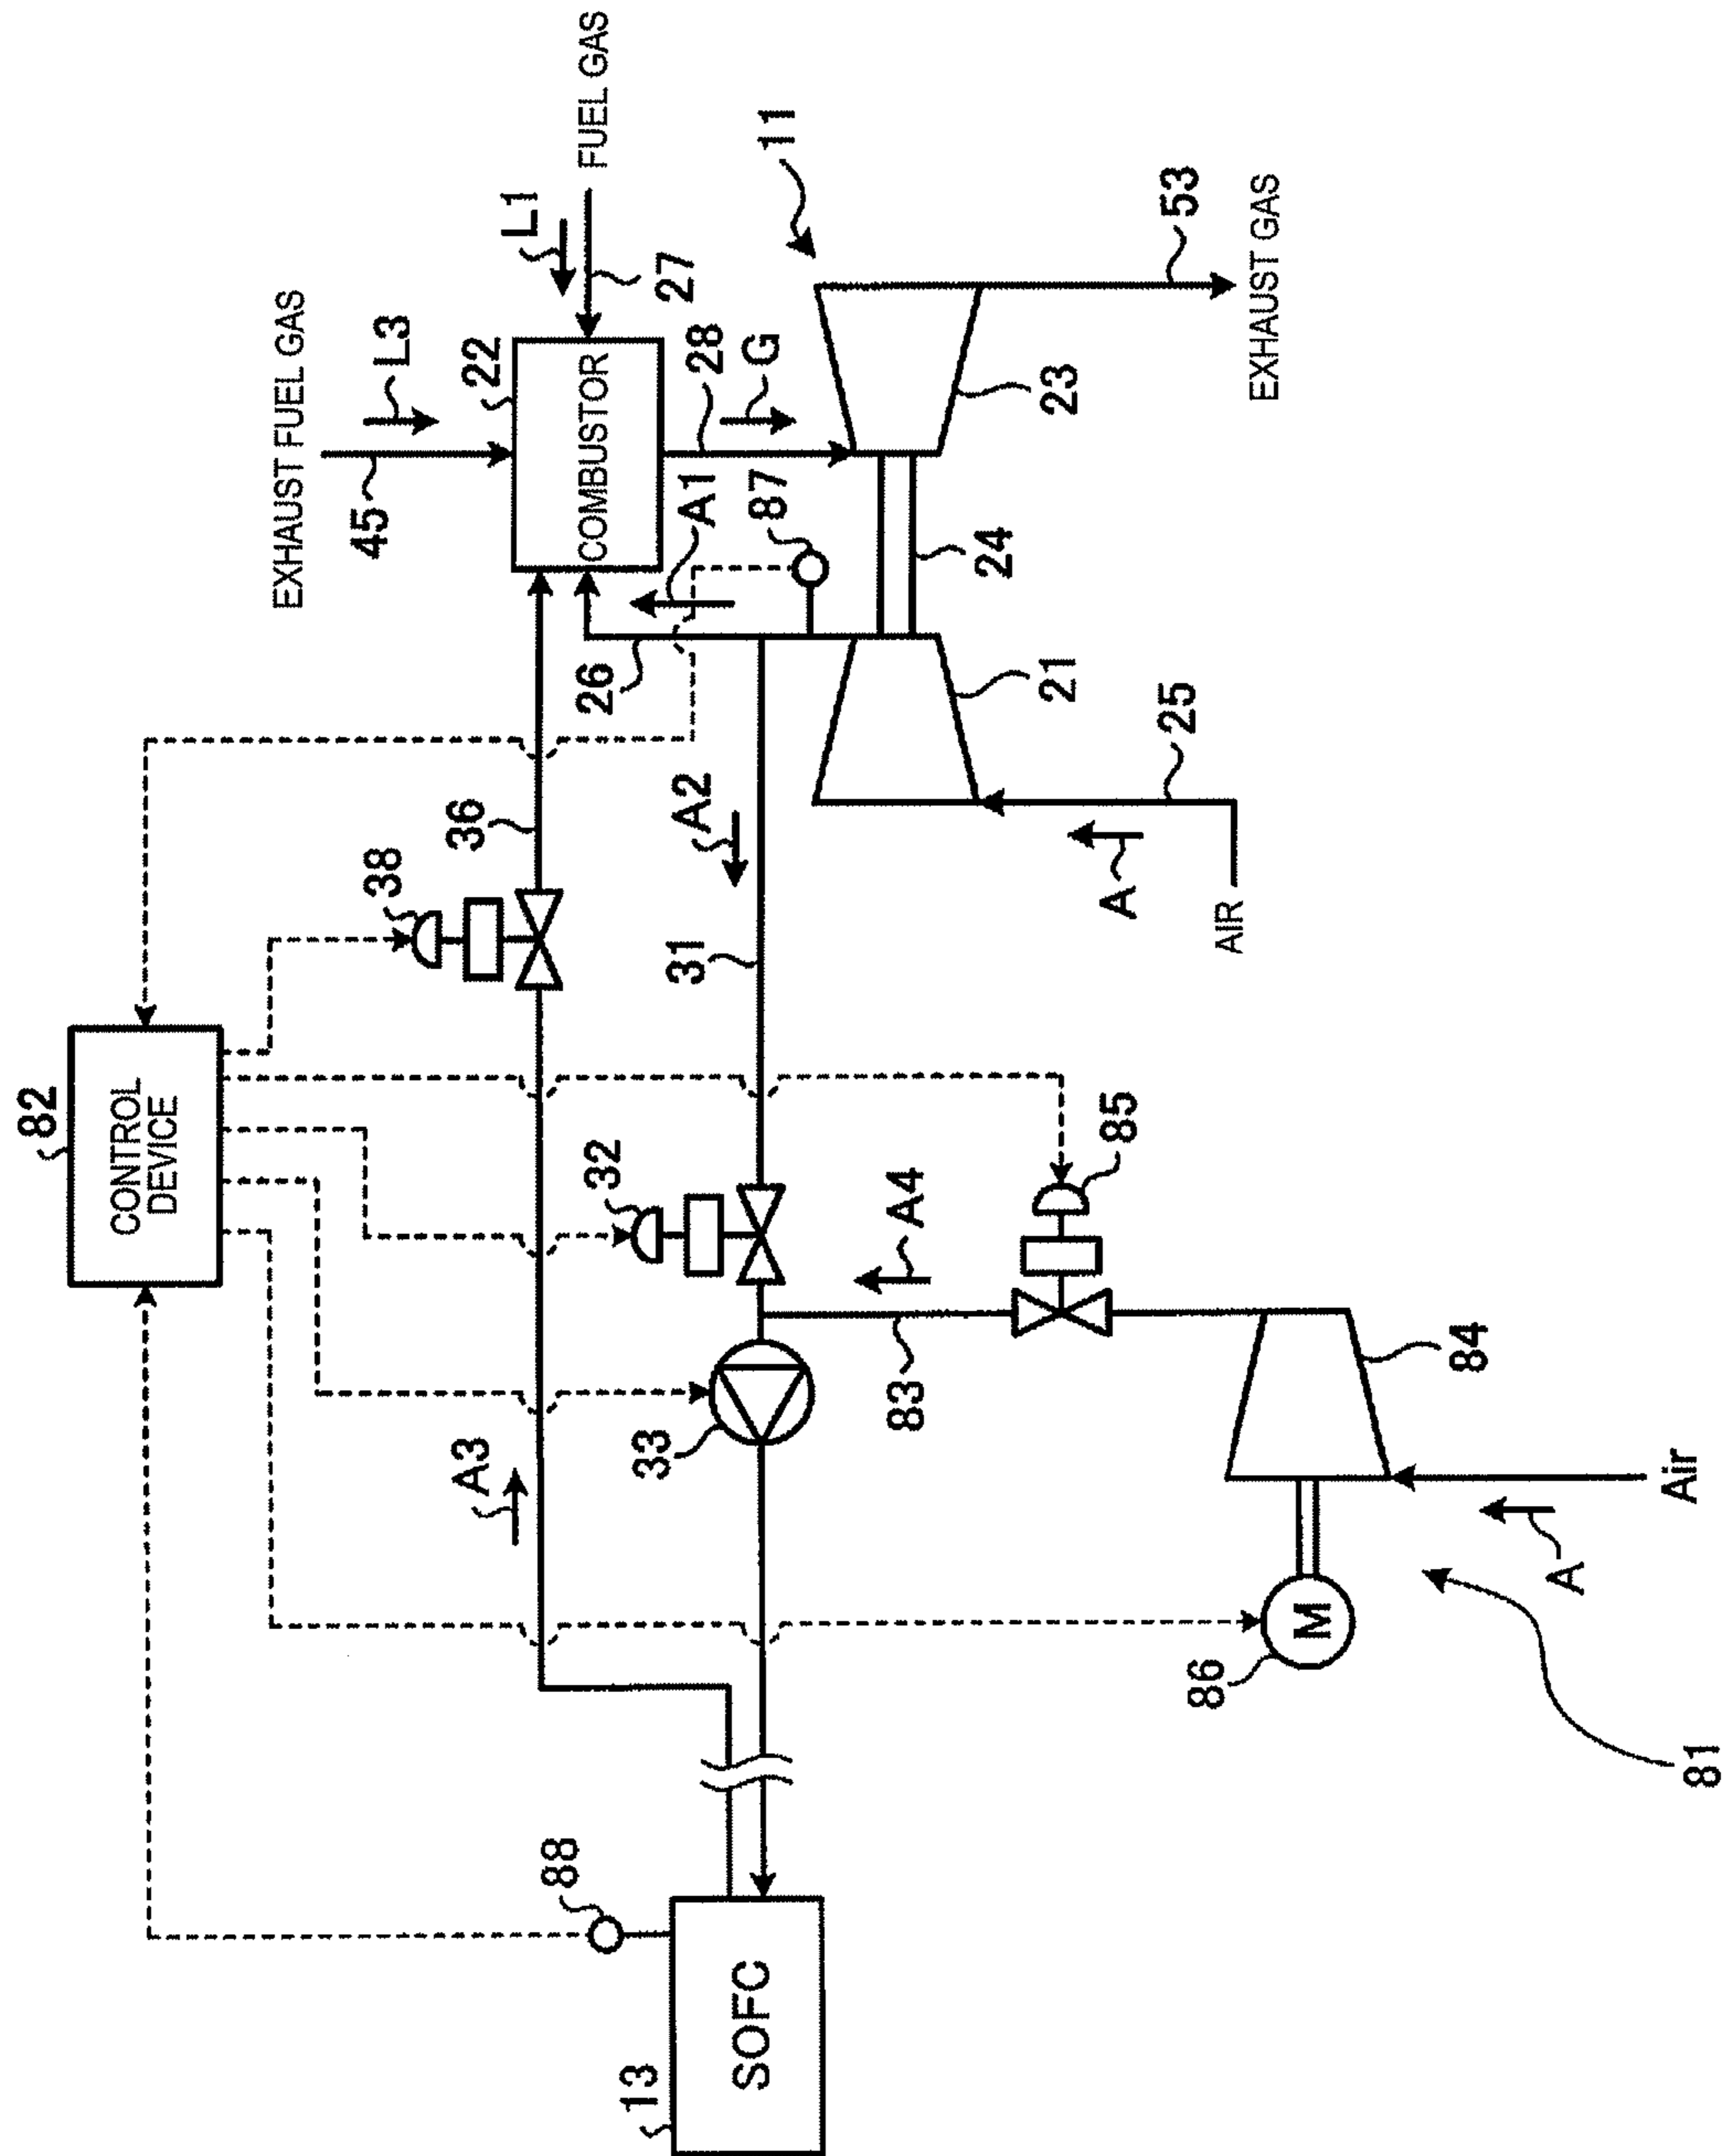 82
CONTROL
DEVICE
EXHAUST FUEL GAS
45
38
L3
36
A3
22
L1
88
26
COMBUSTOR
FUEL GAS
32
13
33
31
A2
A1
27
28
SOFC
87
G
11
83
A4
24
21
23
85
A
25
53
86
AIR
EXHAUST GAS
M
84
A
Air
81